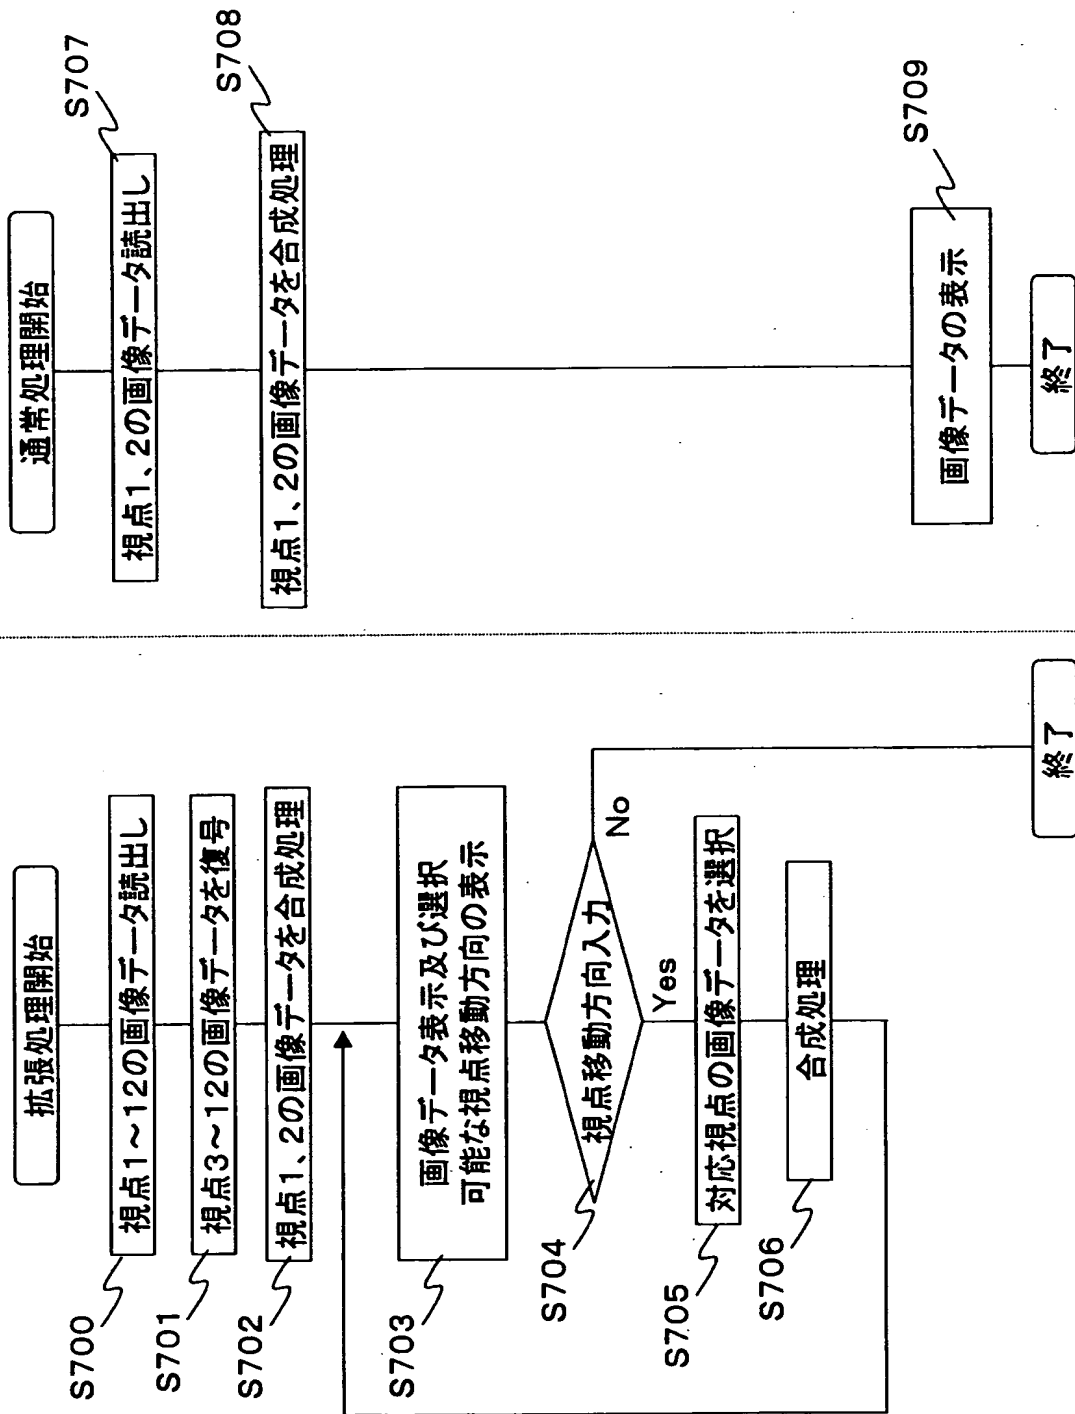 拡張処理開始
S700
視点1～12の画像データ読出し
S701
視点3～12の画像データを復号
S702
視点1、2の画像データを合成処理
S703
画像データ表示及び選択
可能な視点移動方向の表示
S704
視点移動方向入力
No
Yes
S705
対応視点の画像データを選択
S706
合成処理
終了
通常処理開始
S707
視点1、2の画像データ読出し
S708
視点1、2の画像データを合成処理
S709
画像データの表示
終了